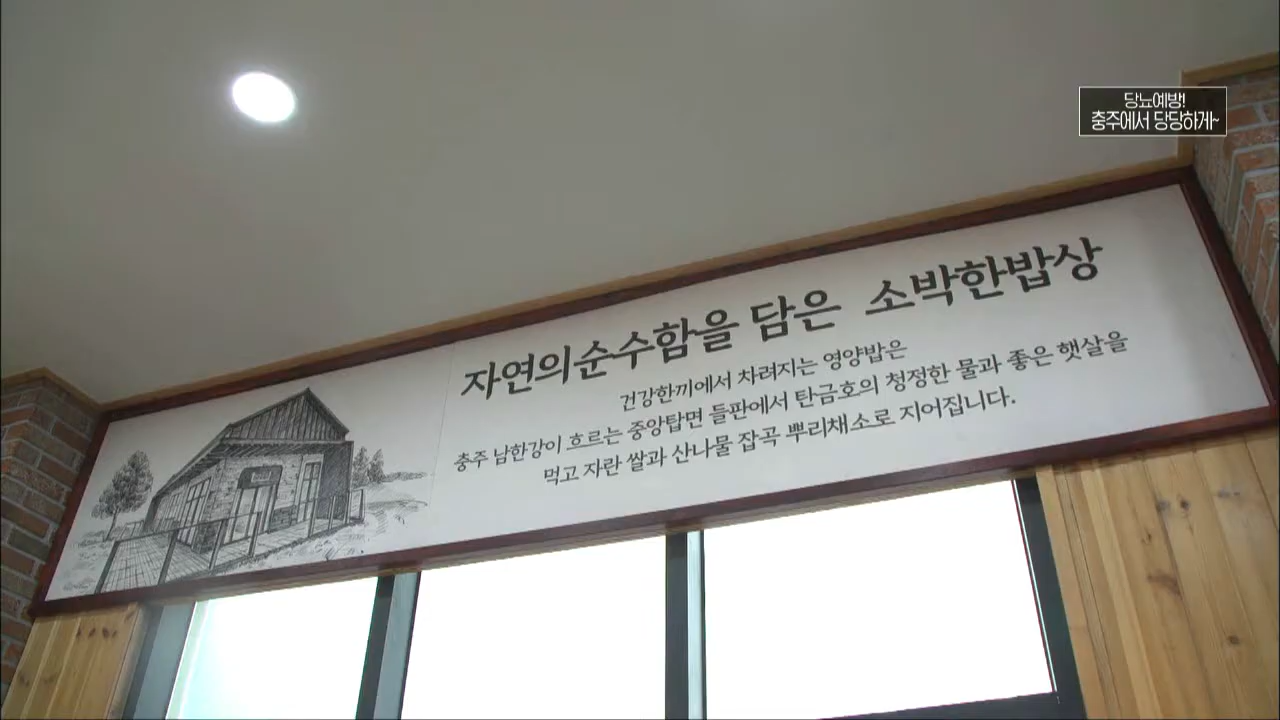 당뇨예방!
충주에서 당당하게~
자연의순수함을 담은 소박한밥상
건강한끼에서 차려지는 영양밥은
충주 남한강이 흐르는 중앙탑면 들판에서 탄금호의 청정한 물과 좋은 햇살을
먹고 자란 쌀과 산나물 잡곡 뿌리채소로 지어집니다.